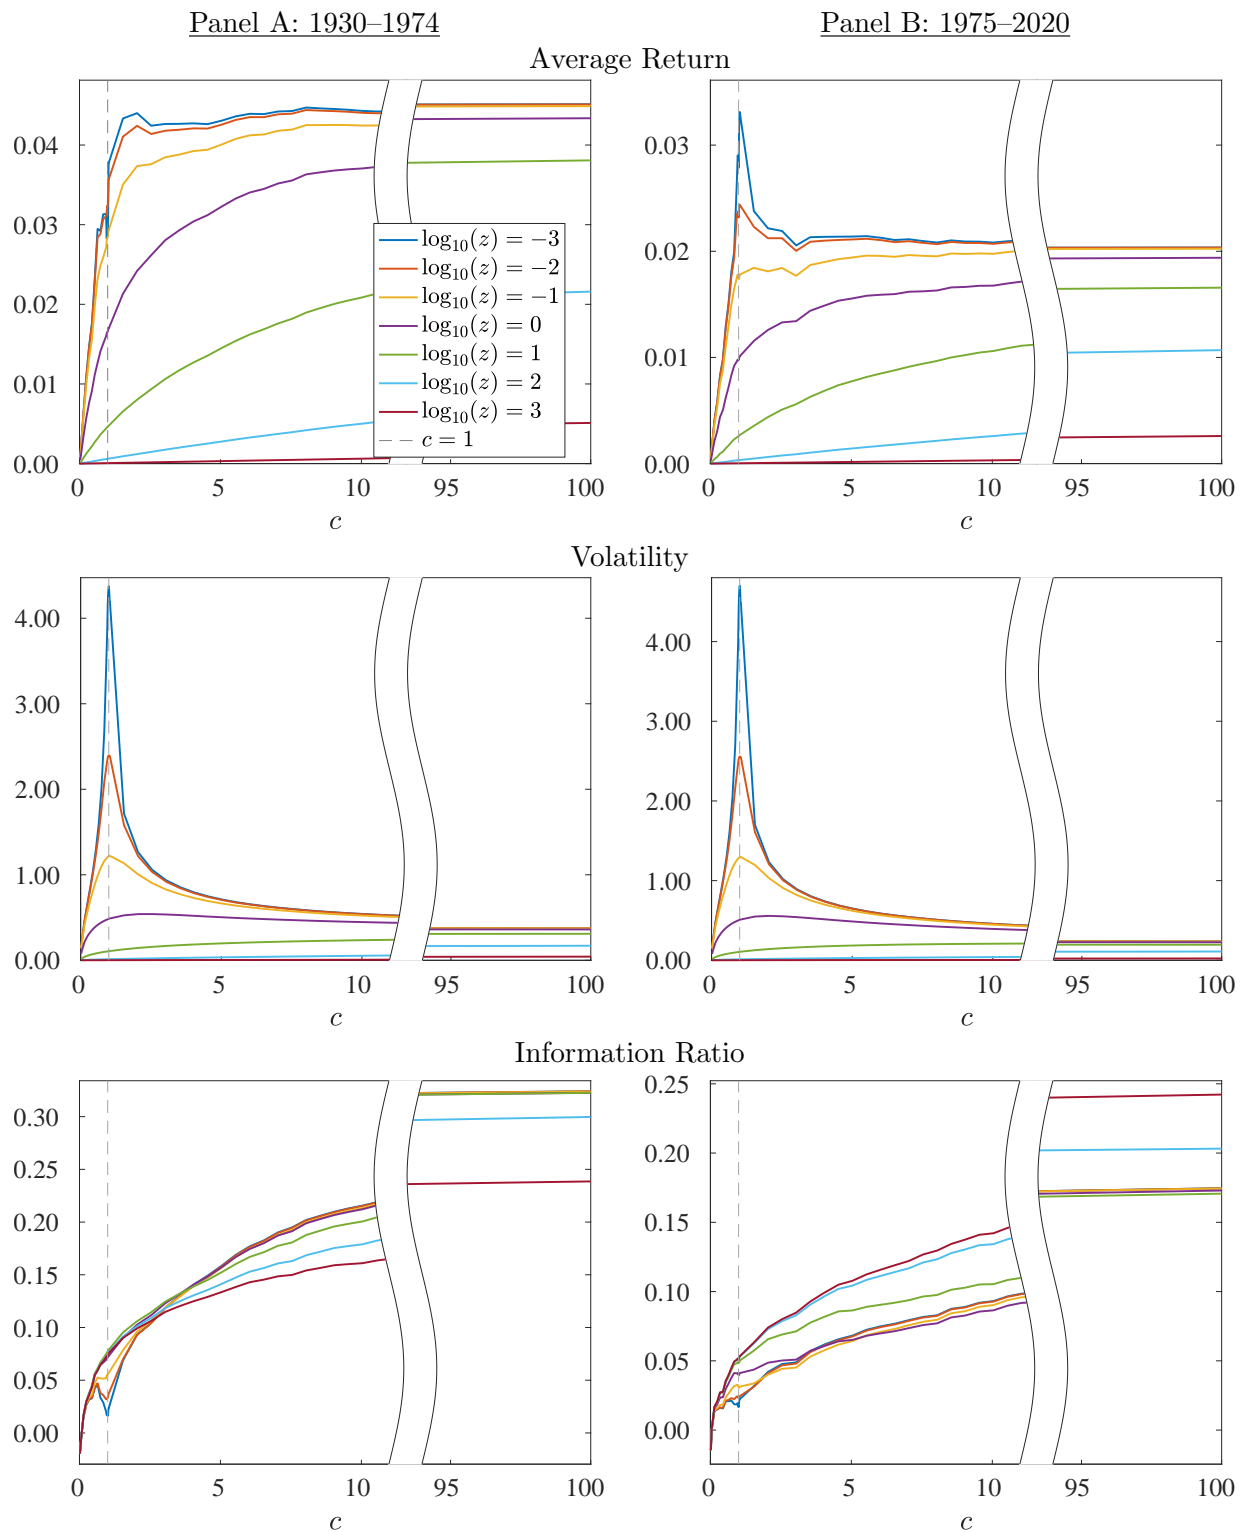 Panel A: 1930–1974 Panel B: 1975–2020
Average Return
0.04
0.03
0.02
0.01
0.00
0 5 10 95 100
c
log10(z) = −3
log10(z) = −2
log10(z) = −1
log10(z) = 0
log10(z) = 1
log10(z) = 2
log10(z) = 3
c = 1
0.03
0.02
0.01
0.00
0 5 10 95 100
c
Volatility
4.00
3.00
2.00
1.00
0.00
0 5 10 95 100
c
4.00
3.00
2.00
1.00
0.00
0 5 10 95 100
c
Information Ratio
0.30
0.25
0.20
0.15
0.10
0.05
0.00
0 5 10 95 100
c
0.25
0.20
0.15
0.10
0.05
0.00
0 5 10 95 100
c